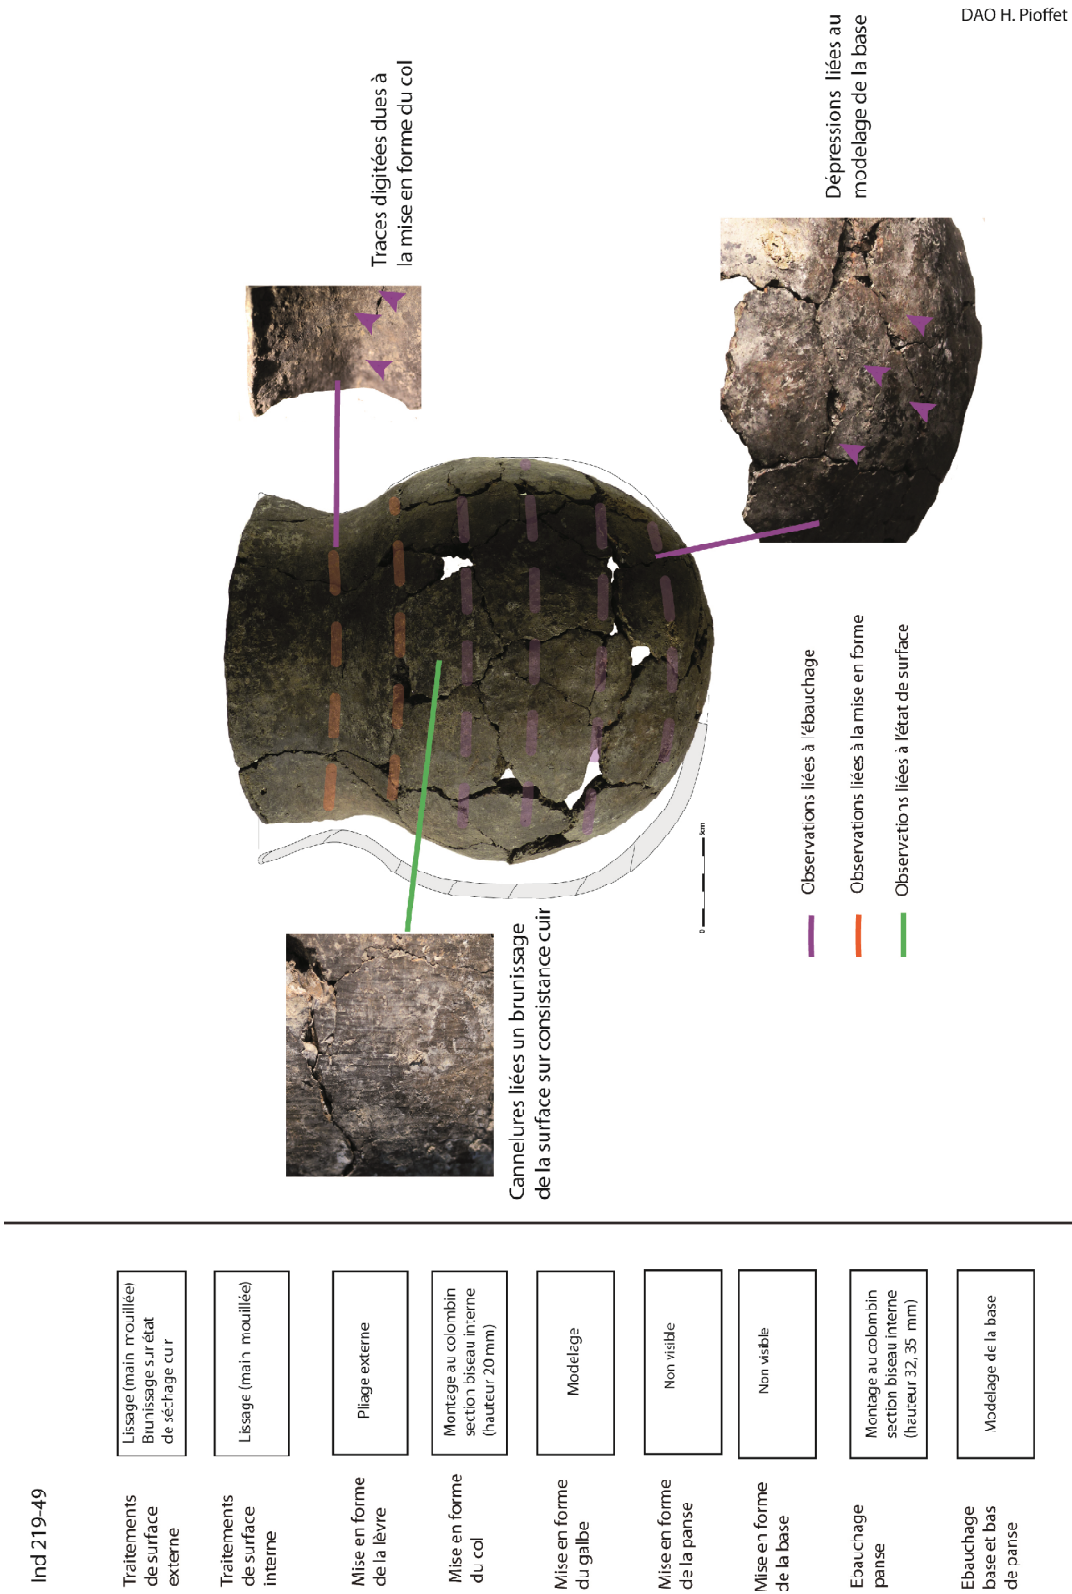 DAO H. Pioffet
Ind 219-49
Traitements
de surface
externe
Lissage (main mouillée)
Brunissage sur état
de séchage cuir
Traitements
de surface
interne
Lissage (main mouillée)
Mise en forme
de la lèvre
Pliage externe
Mise en forme
du col
Montage au colombin
section biseau interne
(hauteur 20 mm)
Mise en forme
du galbe
Modelage
Mise en forme
de la panse
Non visible
Mise en forme
de la base
Non visible
Ebauchage
panse
Montage au colombin
section biseau interne
(hauteur 32, 35 mm)
Ebauchage
base et bas
de panse
Modelage de la base
Traces digitées dues à
la mise en forme du col
Dépressions liées au
modelage de la base
Cannelures liées un brunissage
de la surface sur consistance cuir
0 5cm
Observations liées à l'ébauchage
Observations liées à la mise en forme
Observations liées à l'état de surface